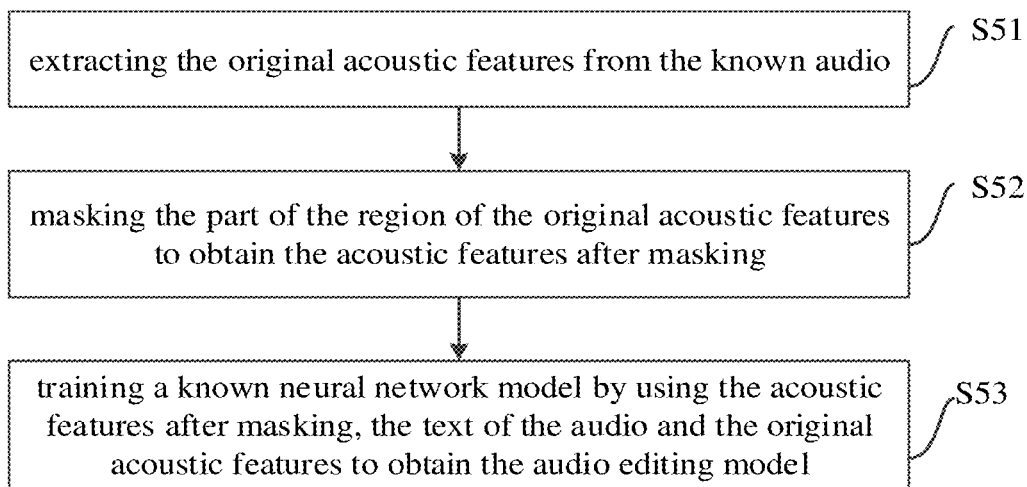 extracting the original acoustic features from the known audio
S51
masking the part of the region of the original acoustic features
to obtain the acoustic features after masking
S52
training a known neural network model by using the acoustic
features after masking, the text of the audio and the original
acoustic features to obtain the audio editing model
S53